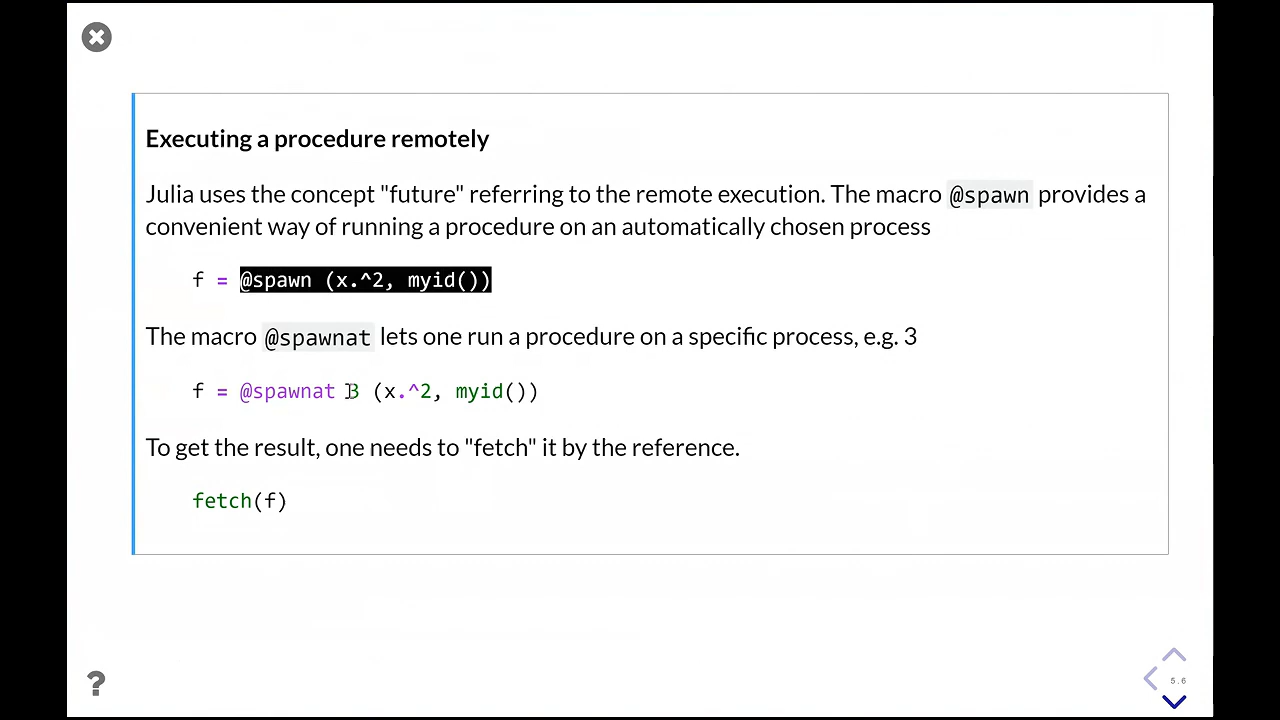 Executing a procedure remotely
Julia uses the concept "future" referring to the remote execution. The macro @spawn provides a
convenient way of running a procedure on an automatically chosen process
f = @spawn (x.^2, myid())
The macro @spawnat lets one run a procedure on a specific process, e.g. 3
f = @spawnat 3 (x.^2, myid())
To get the result, one needs to "fetch" it by the reference.
fetch(f)
?
5.6